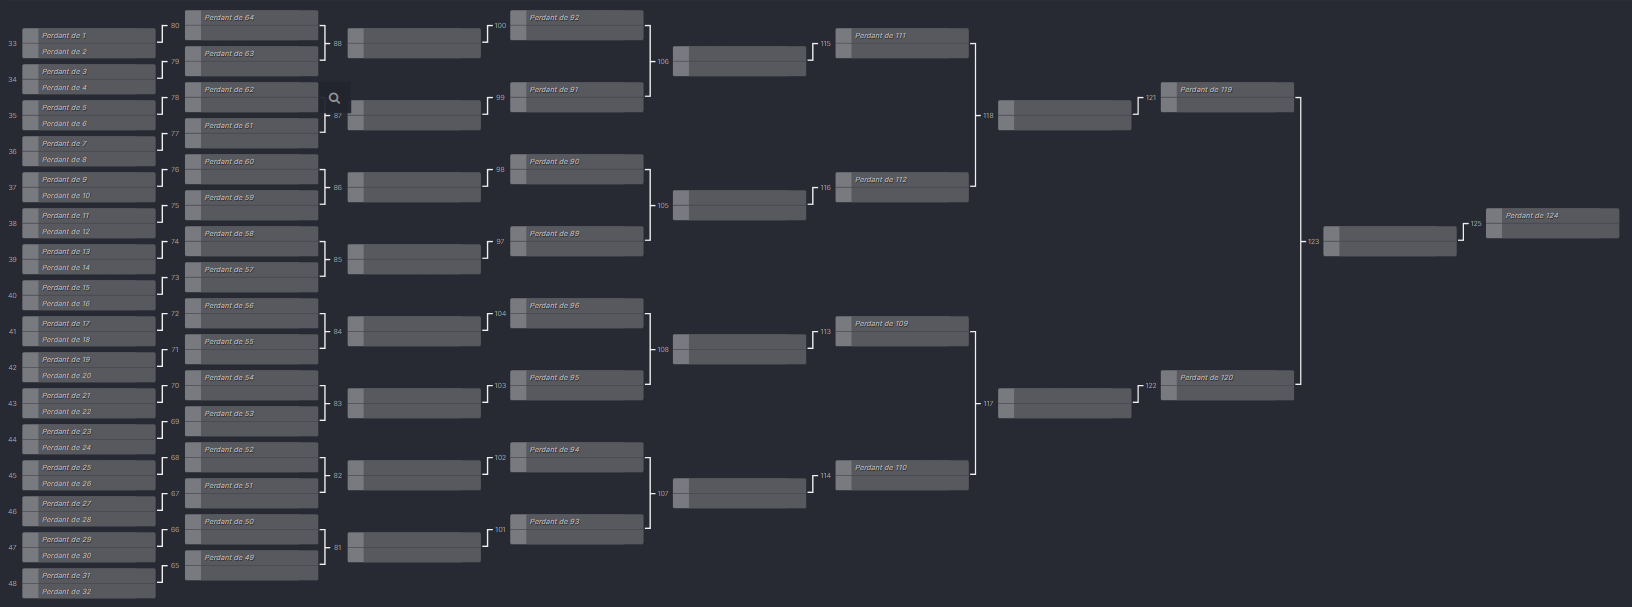 33
Perdant de 1
Perdant de 2
34
Perdant de 3
Perdant de 4
35
Perdant de 5
Perdant de 6
36
Perdant de 7
Perdant de 8
37
Perdant de 9
Perdant de 10
38
Perdant de 11
Perdant de 12
39
Perdant de 13
Perdant de 14
40
Perdant de 15
Perdant de 16
41
Perdant de 17
Perdant de 18
42
Perdant de 19
Perdant de 20
43
Perdant de 21
Perdant de 22
44
Perdant de 23
Perdant de 24
45
Perdant de 25
Perdant de 26
46
Perdant de 27
Perdant de 28
47
Perdant de 29
Perdant de 30
48
Perdant de 31
Perdant de 32
80
Perdant de 64
79
Perdant de 63
78
Perdant de 62
77
Perdant de 61
76
Perdant de 60
75
Perdant de 59
74
Perdant de 58
73
Perdant de 57
72
Perdant de 56
71
Perdant de 55
70
Perdant de 54
69
Perdant de 53
68
Perdant de 52
67
Perdant de 51
66
Perdant de 50
65
Perdant de 49
88
87
86
85
84
83
82
81
100
Perdant de 92
99
Perdant de 91
98
Perdant de 90
97
Perdant de 89
104
Perdant de 96
103
Perdant de 95
102
Perdant de 94
101
Perdant de 93
106
105
108
107
115
Perdant de 111
116
Perdant de 112
113
Perdant de 109
114
Perdant de 110
118
117
121
Perdant de 119
122
Perdant de 120
123
125
Perdant de 124